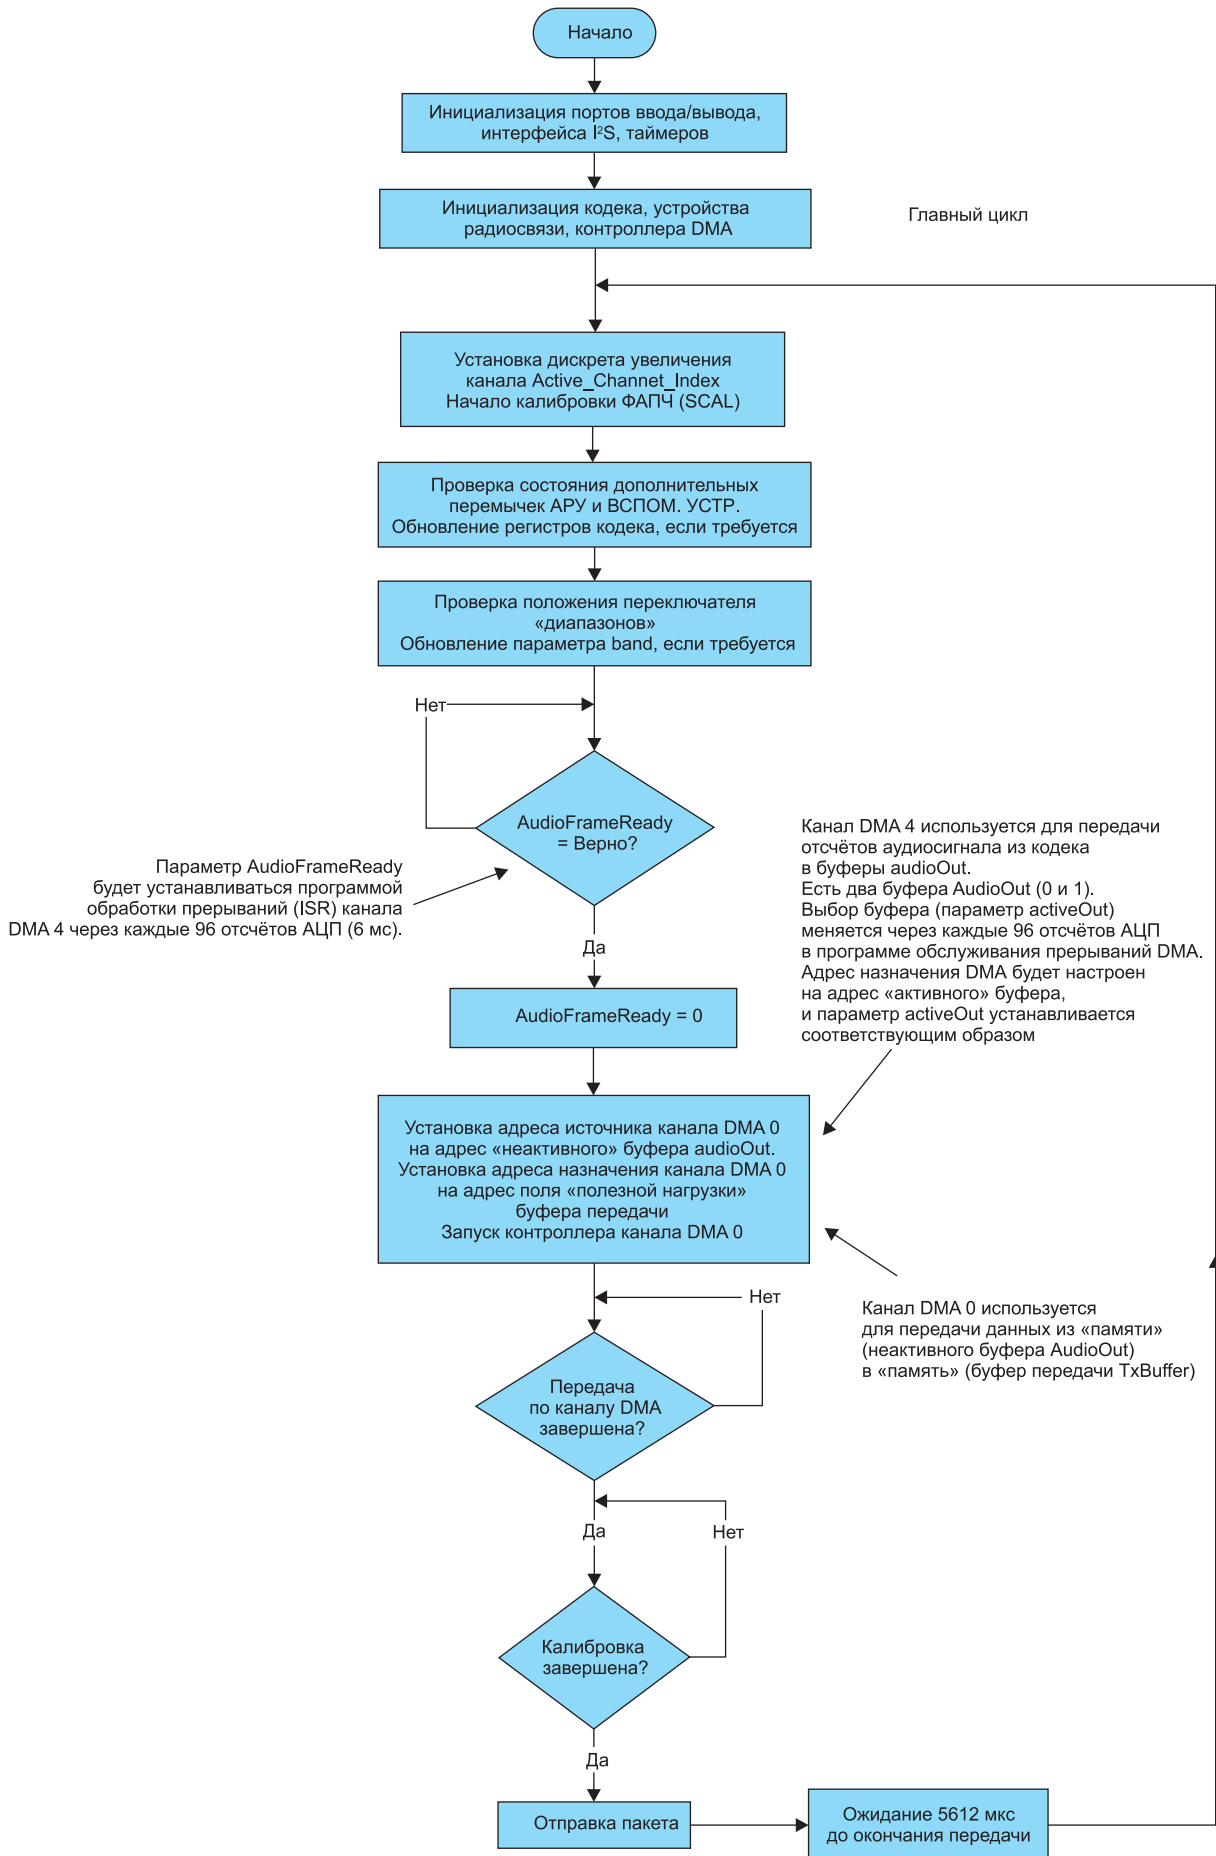 Начало
Инициализация портов ввода/вывода,
интерфейса I²S, таймеров
Инициализация кодека, устройства
радиосвязи, контроллера DMA
Главный цикл
Установка дискрета увеличения
канала Active_Channet_Index
Начало калибровки ФАПЧ (SCAL)
Проверка состояния дополнительных
перемычек АРУ и ВСПОМ. УСТР.
Обновление регистров кодека, если требуется
Проверка положения переключателя
«диапазонов»
Обновление параметра band, если требуется
Нет
AudioFrameReady
= Верно?
Параметр AudioFrameReady
будет устанавливаться программой
обработки прерываний (ISR) канала
DMA 4 через каждые 96 отсчётов АЦП (6 мс).
Канал DMA 4 используется для передачи
отсчётов аудиосигнала из кодека
в буферы audioOut.
Есть два буфера AudioOut (0 и 1).
Выбор буфера (параметр activeOut)
меняется через каждые 96 отсчётов АЦП
в программе обслуживания прерываний DMA.
Адрес назначения DMA будет настроен
на адрес «активного» буфера,
и параметр activeOut устанавливается
соответствующим образом
Да
AudioFrameReady = 0
Установка адреса источника канала DMA 0
на адрес «неактивного» буфера audioOut.
Установка адреса назначения канала DMA 0
на адрес поля «полезной нагрузки»
буфера передачи
Запуск контроллера канала DMA 0
Нет
Канал DMA 0 используется
для передачи данных из «памяти»
(неактивного буфера AudioOut)
в «память» (буфер передачи TxBuffer)
Передача
по каналу DMA
завершена?
Да
Нет
Калибровка
завершена?
Да
Отправка пакета
Ожидание 5612 мкс
до окончания передачи